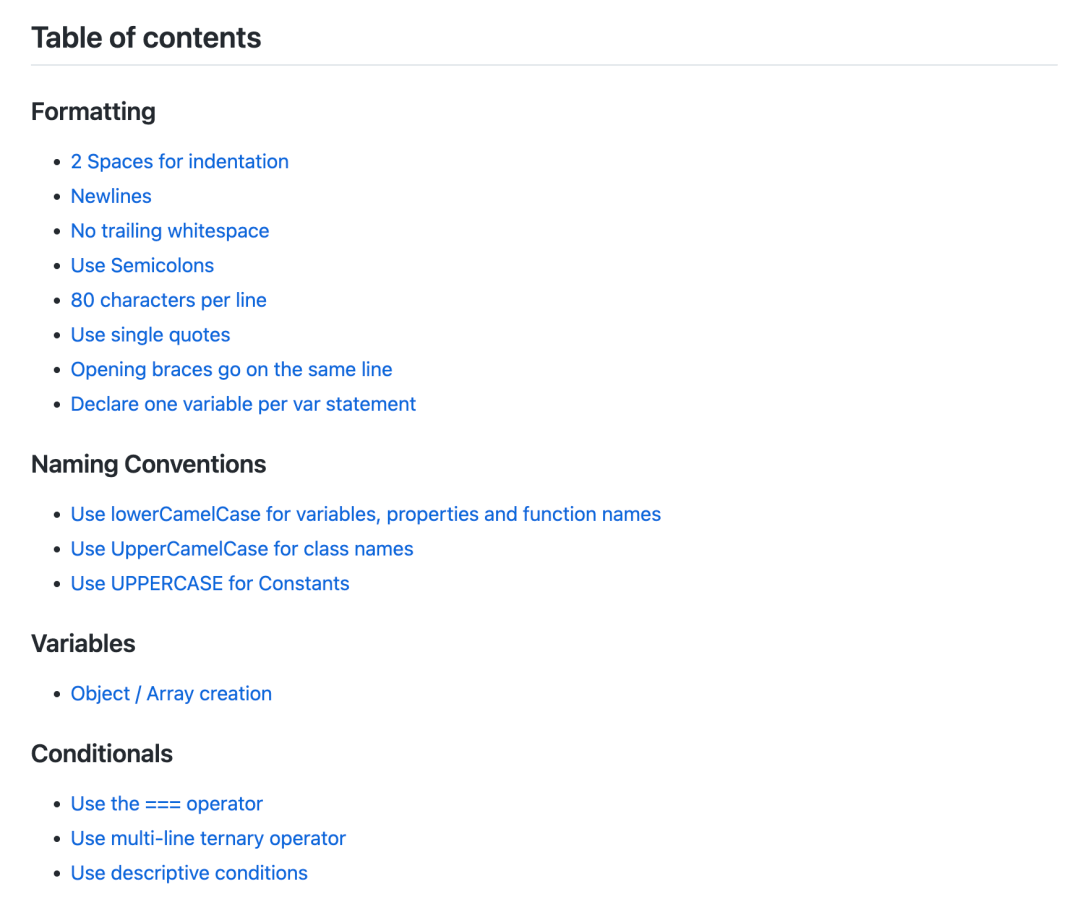 Table of contents
Formatting
• 2 Spaces for indentation
• Newlines
• No trailing whitespace
• Use Semicolons
• 80 characters per line
• Use single quotes
• Opening braces go on the same line
• Declare one variable per var statement
Naming Conventions
• Use lowerCamelCase for variables, properties and function names
• Use UpperCamelCase for class names
• Use UPPERCASE for Constants
Variables
• Object / Array creation
Conditionals
• Use the === operator
• Use multi-line ternary operator
• Use descriptive conditions